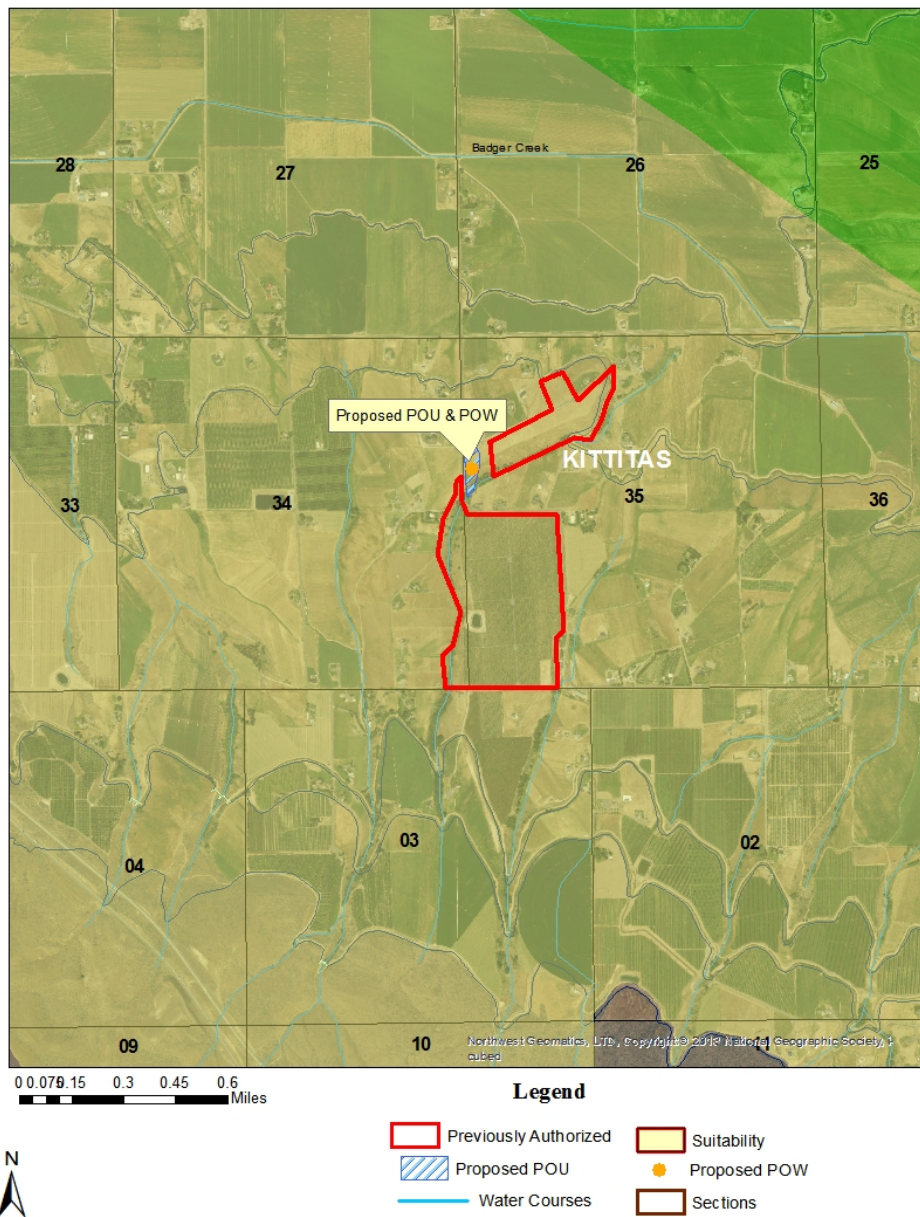 Badger Creek
28
27
26
25
Proposed POU & POW
KITTITAS
33
34
35
36
04
03
02
09
10
11
Northwest Geomatics, LTD, Copyright:© 2013 National Geographic Society, i-
cubed
0 0.075 0.15 0.3 0.45 0.6
Miles
Legend
Previously Authorized
Suitability
Proposed POU
Proposed POW
Water Courses
Sections
N